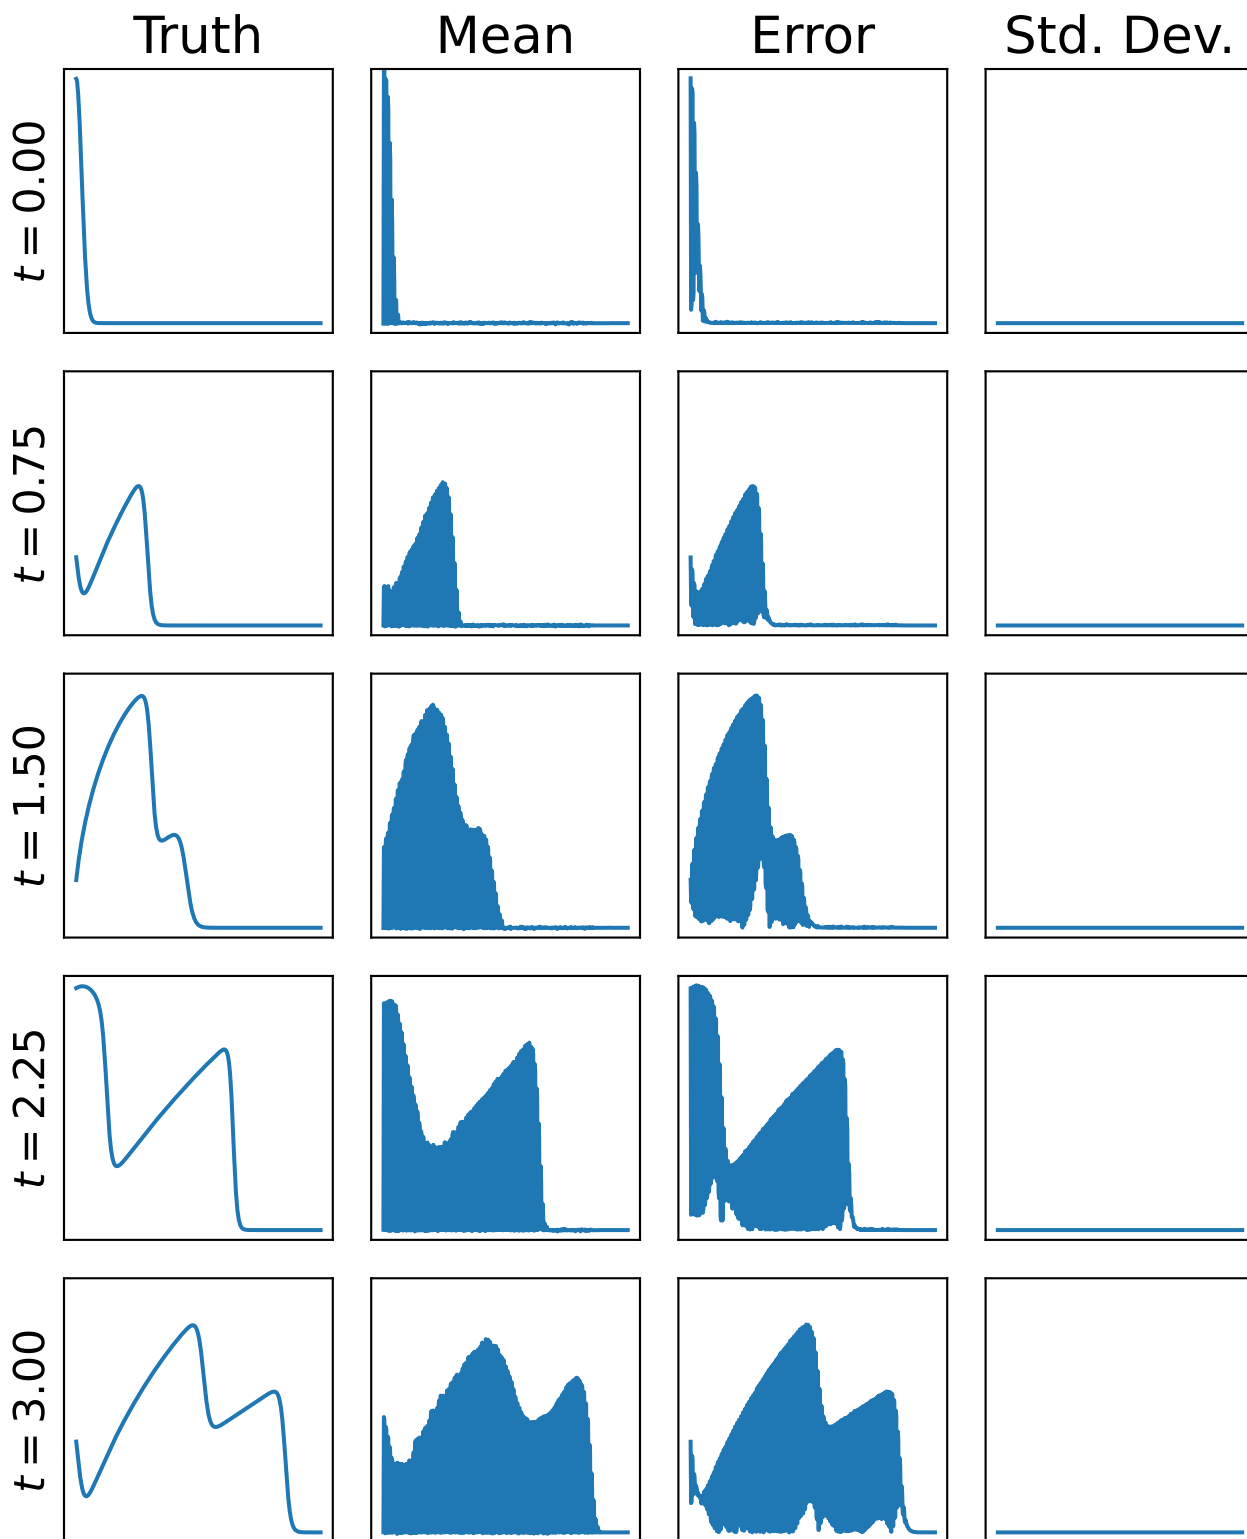 Truth Mean Error Std. Dev.
t = 0.00
t = 0.75
t = 1.50
t = 2.25
t = 3.00